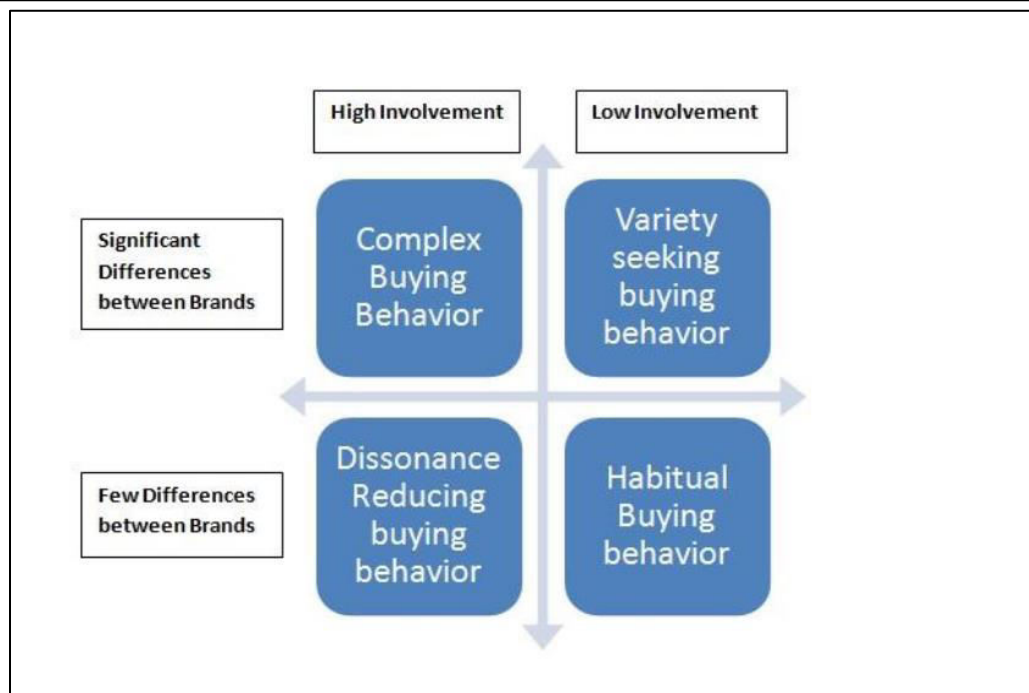 High Involvement
Low Involvement
Significant
Differences
between Brands
Complex
Buying
Behavior
Variety
seeking
buying
behavior
Few Differences
between Brands
Dissonance
Reducing
buying
behavior
Habitual
Buying
behavior